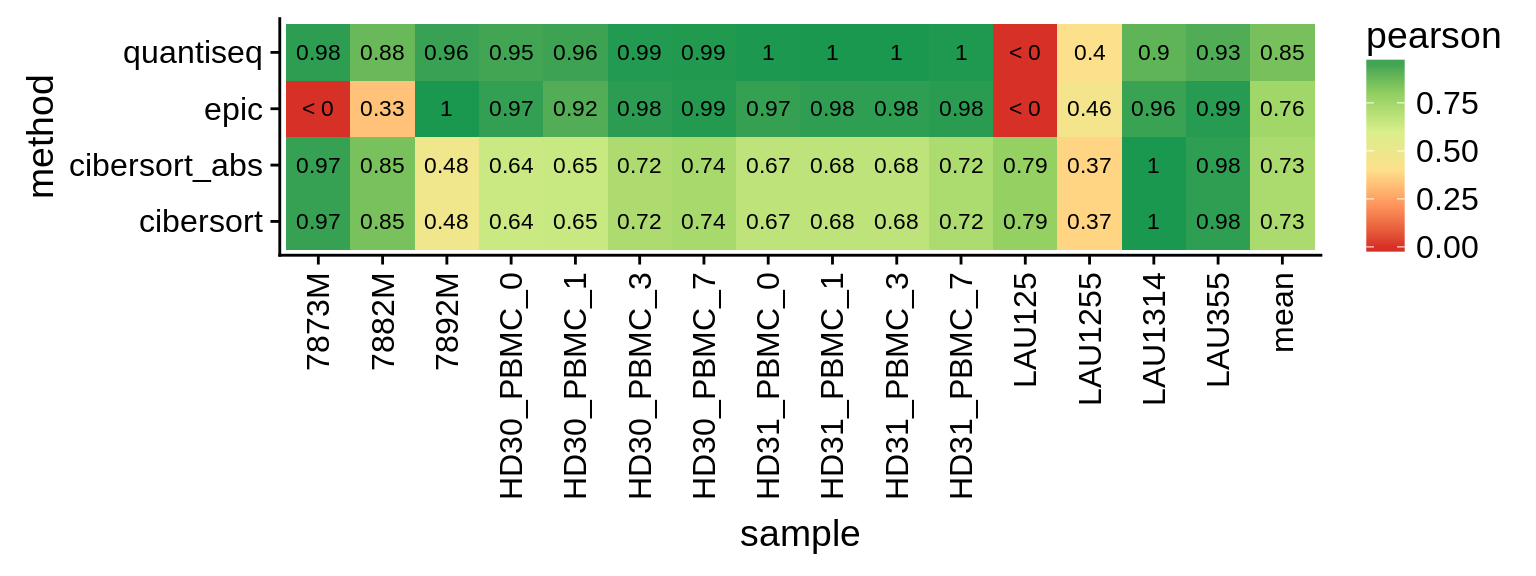 method
quantiseq 0.98 0.88 0.96 0.95 0.96 0.99 0.99 1 1 1 1 < 0 0.4 0.9 0.93 0.85
epic < 0 0.33 1 0.97 0.92 0.98 0.99 0.97 0.98 0.98 0.98 < 0 0.46 0.96 0.99 0.76
cibersort_abs 0.97 0.85 0.48 0.64 0.65 0.72 0.74 0.67 0.68 0.68 0.72 0.79 0.37 1 0.98 0.73
cibersort 0.97 0.85 0.48 0.64 0.65 0.72 0.74 0.67 0.68 0.68 0.72 0.79 0.37 1 0.98 0.73
7873M 7882M 7892M HD30_PBMC_0 HD30_PBMC_1 HD30_PBMC_3 HD30_PBMC_7 HD31_PBMC_0 HD31_PBMC_1 HD31_PBMC_3 HD31_PBMC_7 LAU125 LAU1255 LAU1314 LAU355 mean
sample
pearson
0.75
0.50
0.25
0.00